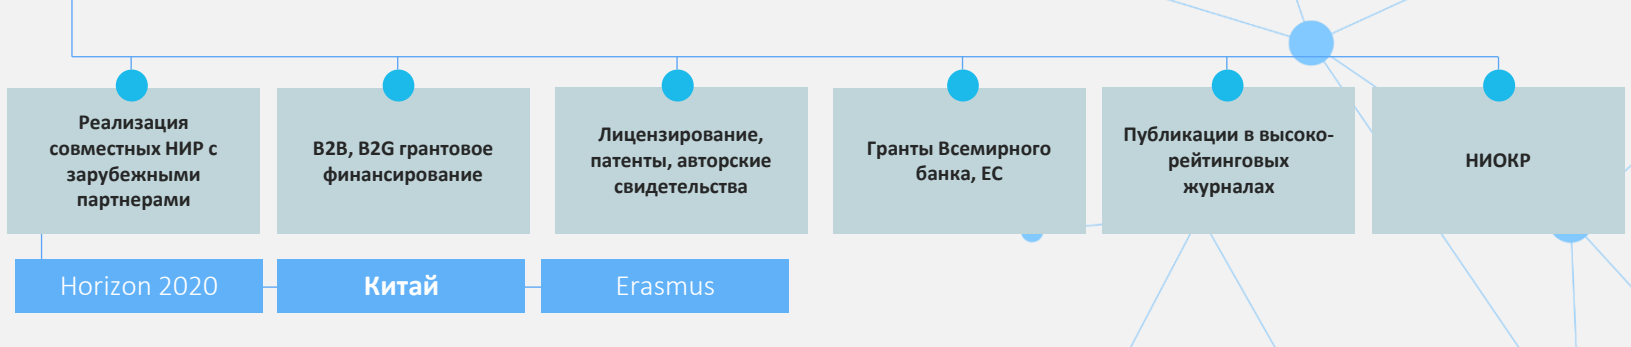 Реализация
совместных НИР с
зарубежными
партнерами
B2B, B2G грантовое
финансирование
Лицензирование,
патенты, авторские
свидетельства
Гранты Всемирного
банка, ЕС
Публикации в высоко-
рейтинговых
журналах
НИОКР
Horizon 2020
Китай
Erasmus